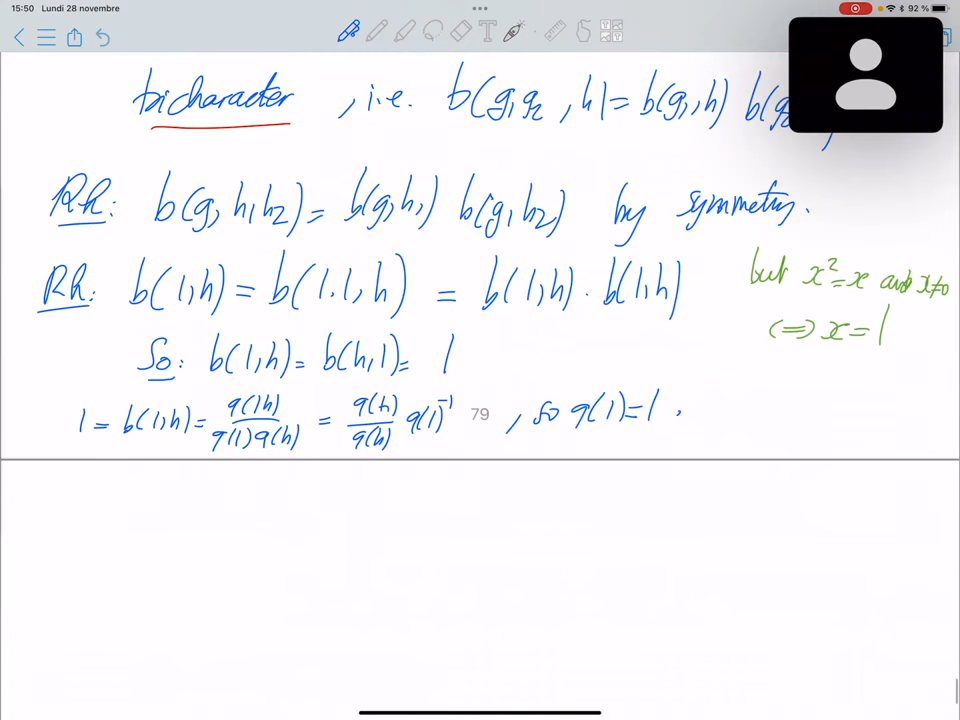 15:50 Lundi 28 novembre
92 %
bicharacter, i.e. b(g₁g₂, h) = b(g₁, h) b(g₂
RK: b(g, h₁h₂) = b(g, h₁) b(g, h₂) by symmetry.
RK: b(1, h) = b(1.1, h) = b(1, h) · b(1, h)
but x² = x and x ≠ 0
(⟹) x = 1
So: b(1, h) = b(h, 1) = 1
1 = b(1, h) = q(1h) / q(1)q(h) = q(h) / q(h) q(1)⁻¹, so q(1) = 1.
79